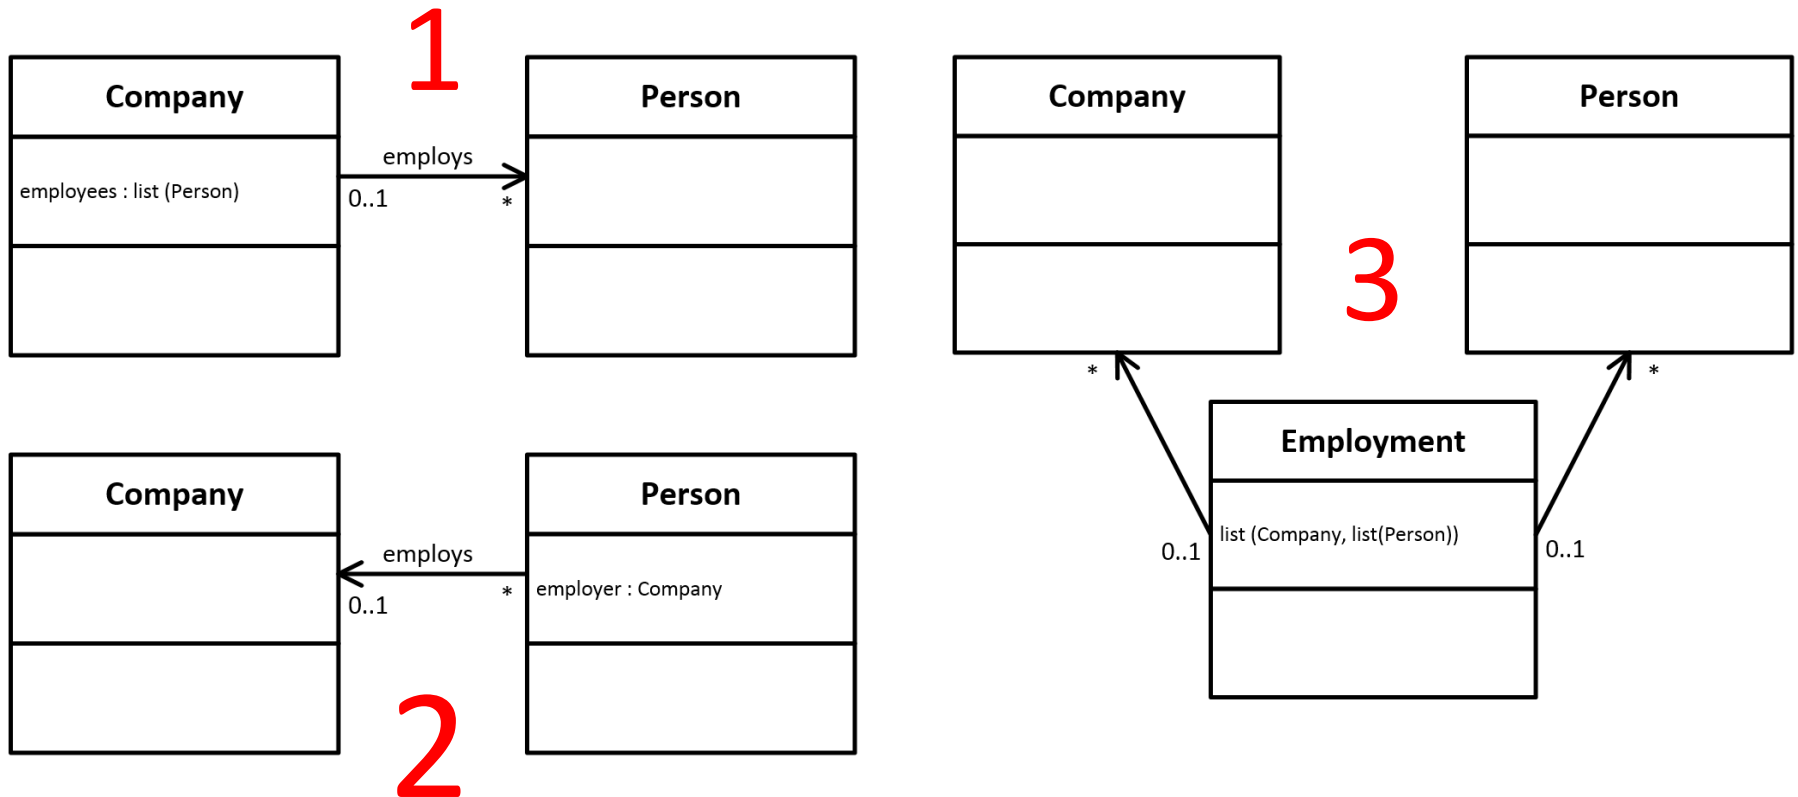 1
Company
Person
employees : list (Person)
employs
0..1
*
2
Company
Person
employs
0..1
*
employer : Company
3
Company
Person
*
*
Employment
list (Company, list(Person))
0..1
0..1